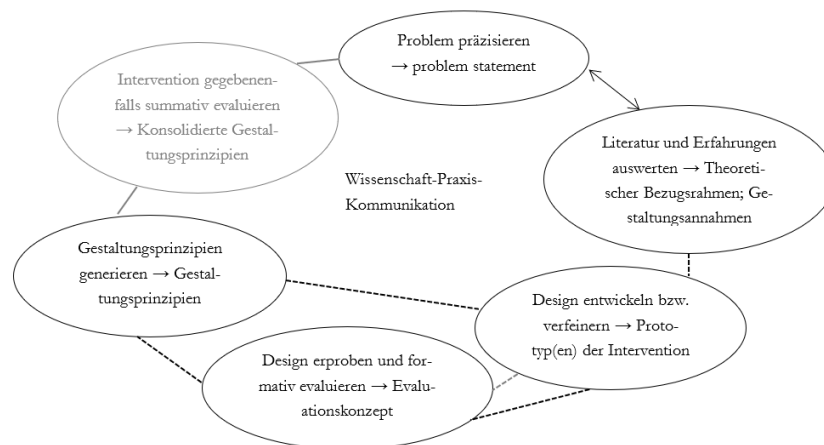 Problem präzisieren
→ problem statement
Intervention gegebenen-
falls summativ evaluieren
→ Konsolidierte Gestal-
tungsprinzipien
Literatur und Erfahrungen
auswerten → Theoreti-
scher Bezugsrahmen; Ge-
staltungsannahmen
Wissenschaft-Praxis-
Kommunikation
Gestaltungsprinzipien
generieren → Gestal-
tungsprinzipien
Design entwickeln bzw.
verfeinern → Proto-
typ(en) der Intervention
Design erproben und for-
mativ evaluieren → Evalu-
ationskonzept